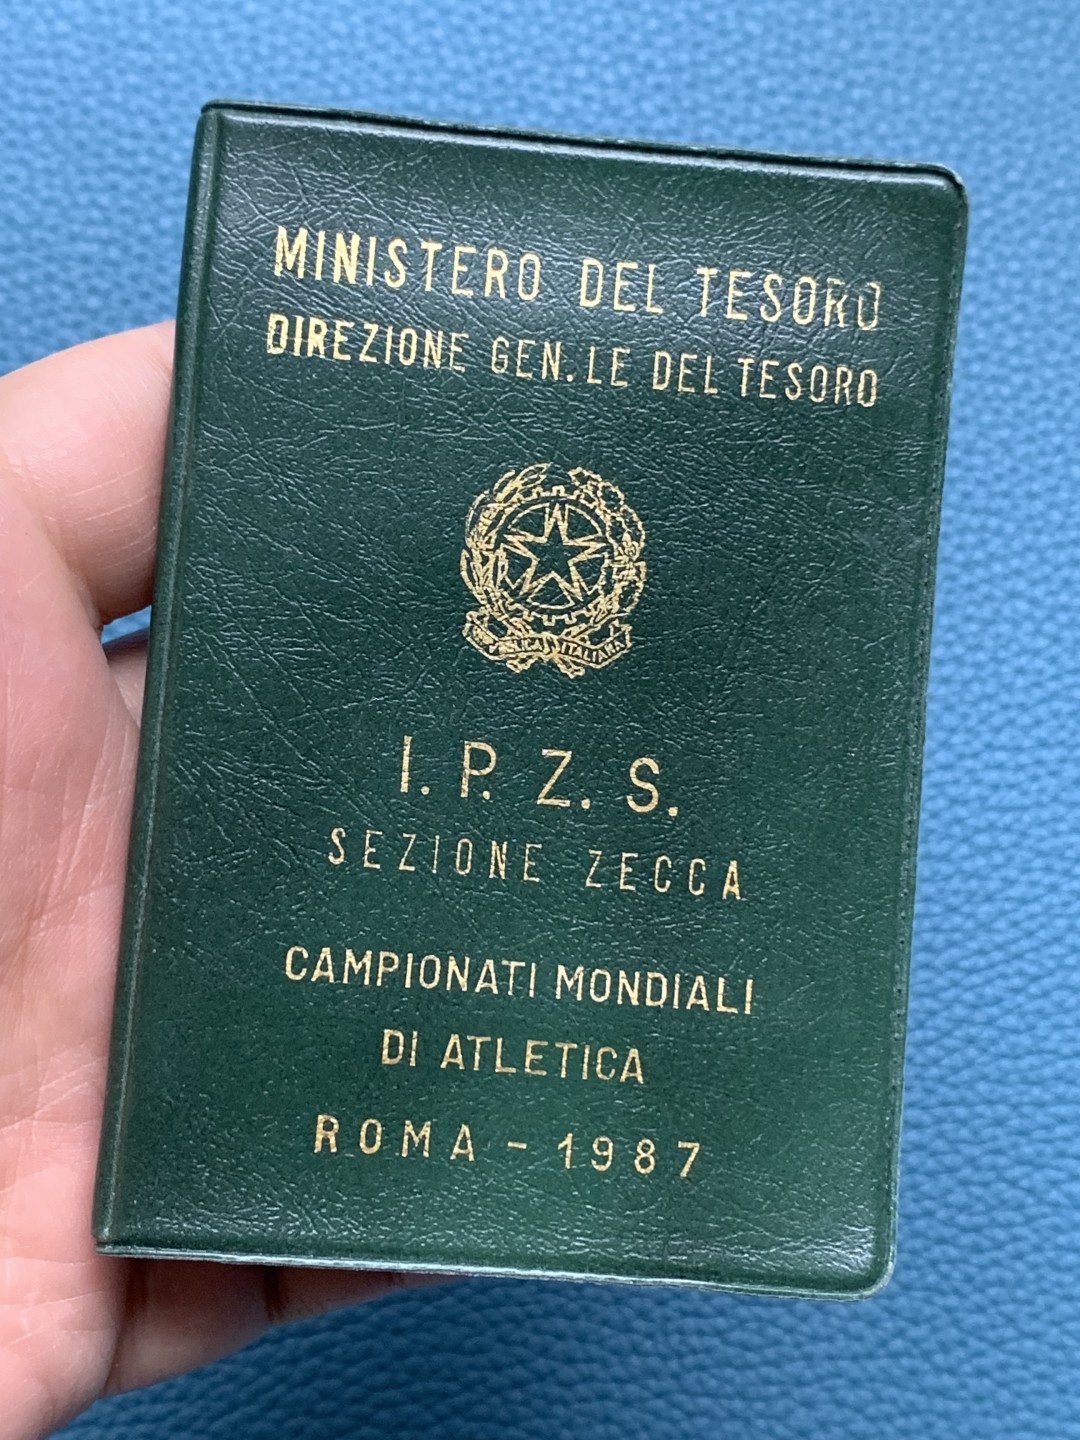 MINISTERO DEL TESORO
DIREZIONE GEN.LE DEL TESORO
REPUBBLICA ITALIANA
I. P. Z. S.
SEZIONE ZECCA
CAMPIONATI MONDIALI
DI ATLETICA
ROMA - 1987